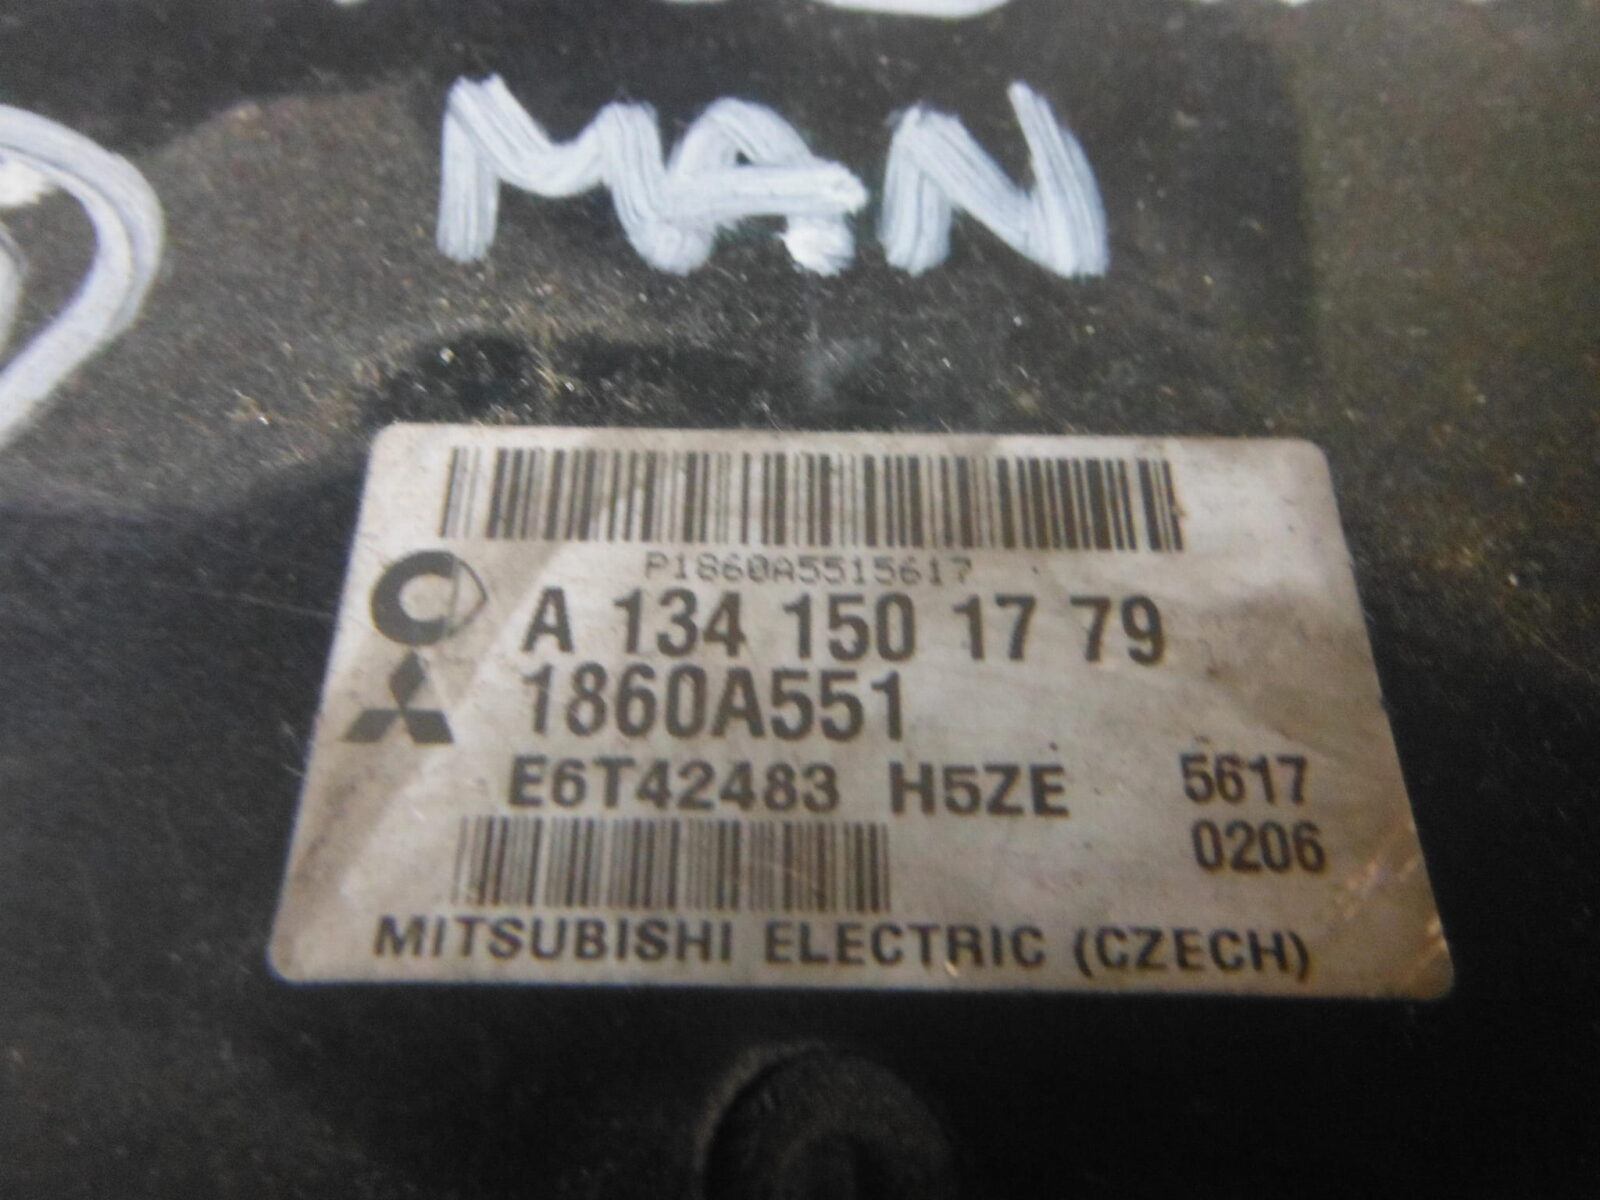 MAN
P1860A5515617
A 134 150 17 79
1860A551
E6T42483 H5ZE 5617
0206
MITSUBISHI ELECTRIC (CZECH)